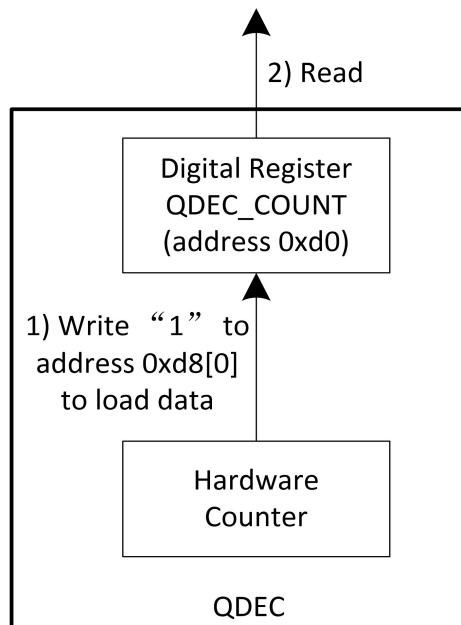 2) Read
Digital Register
QDEC_COUNT
(address 0xd0)
1) Write “1” to
address 0xd8[0]
to load data
Hardware
Counter
QDEC